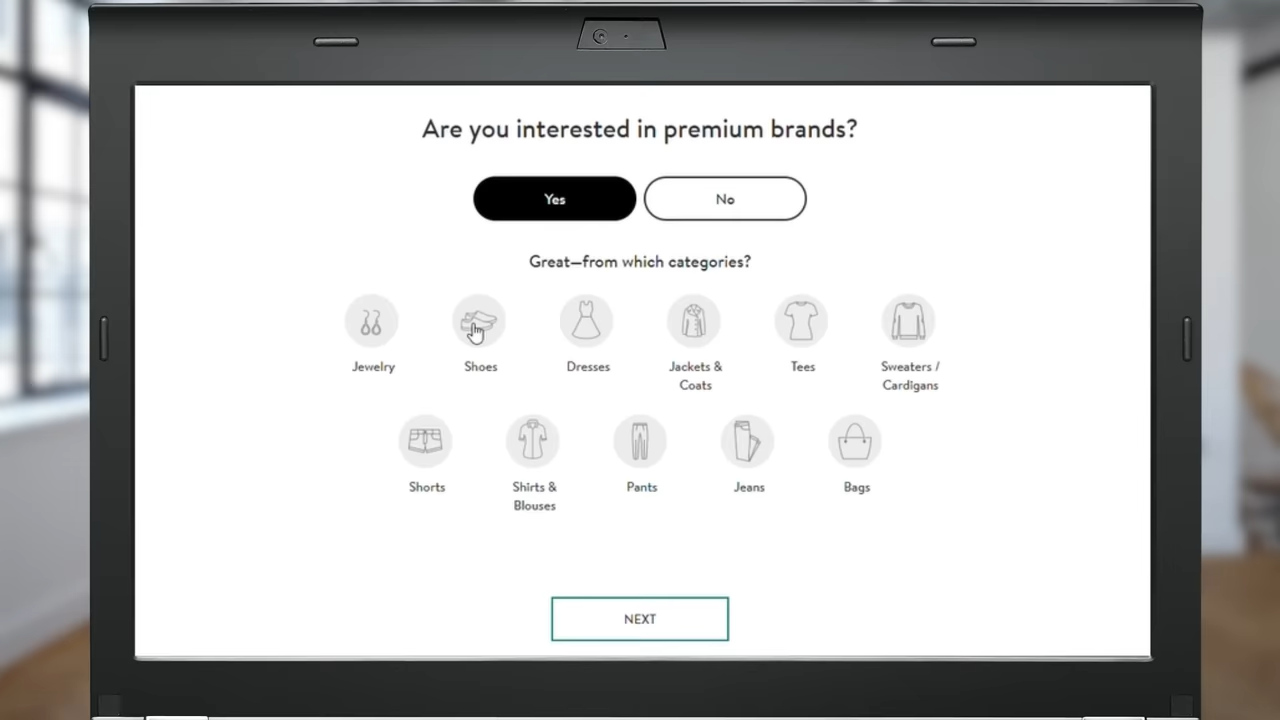 Are you interested in premium brands?
Yes
No
Great—from which categories?
Jewelry
Shoes
Dresses
Jackets &
Coats
Tees
Sweaters /
Cardigans
Shorts
Shirts &
Blouses
Pants
Jeans
Bags
NEXT